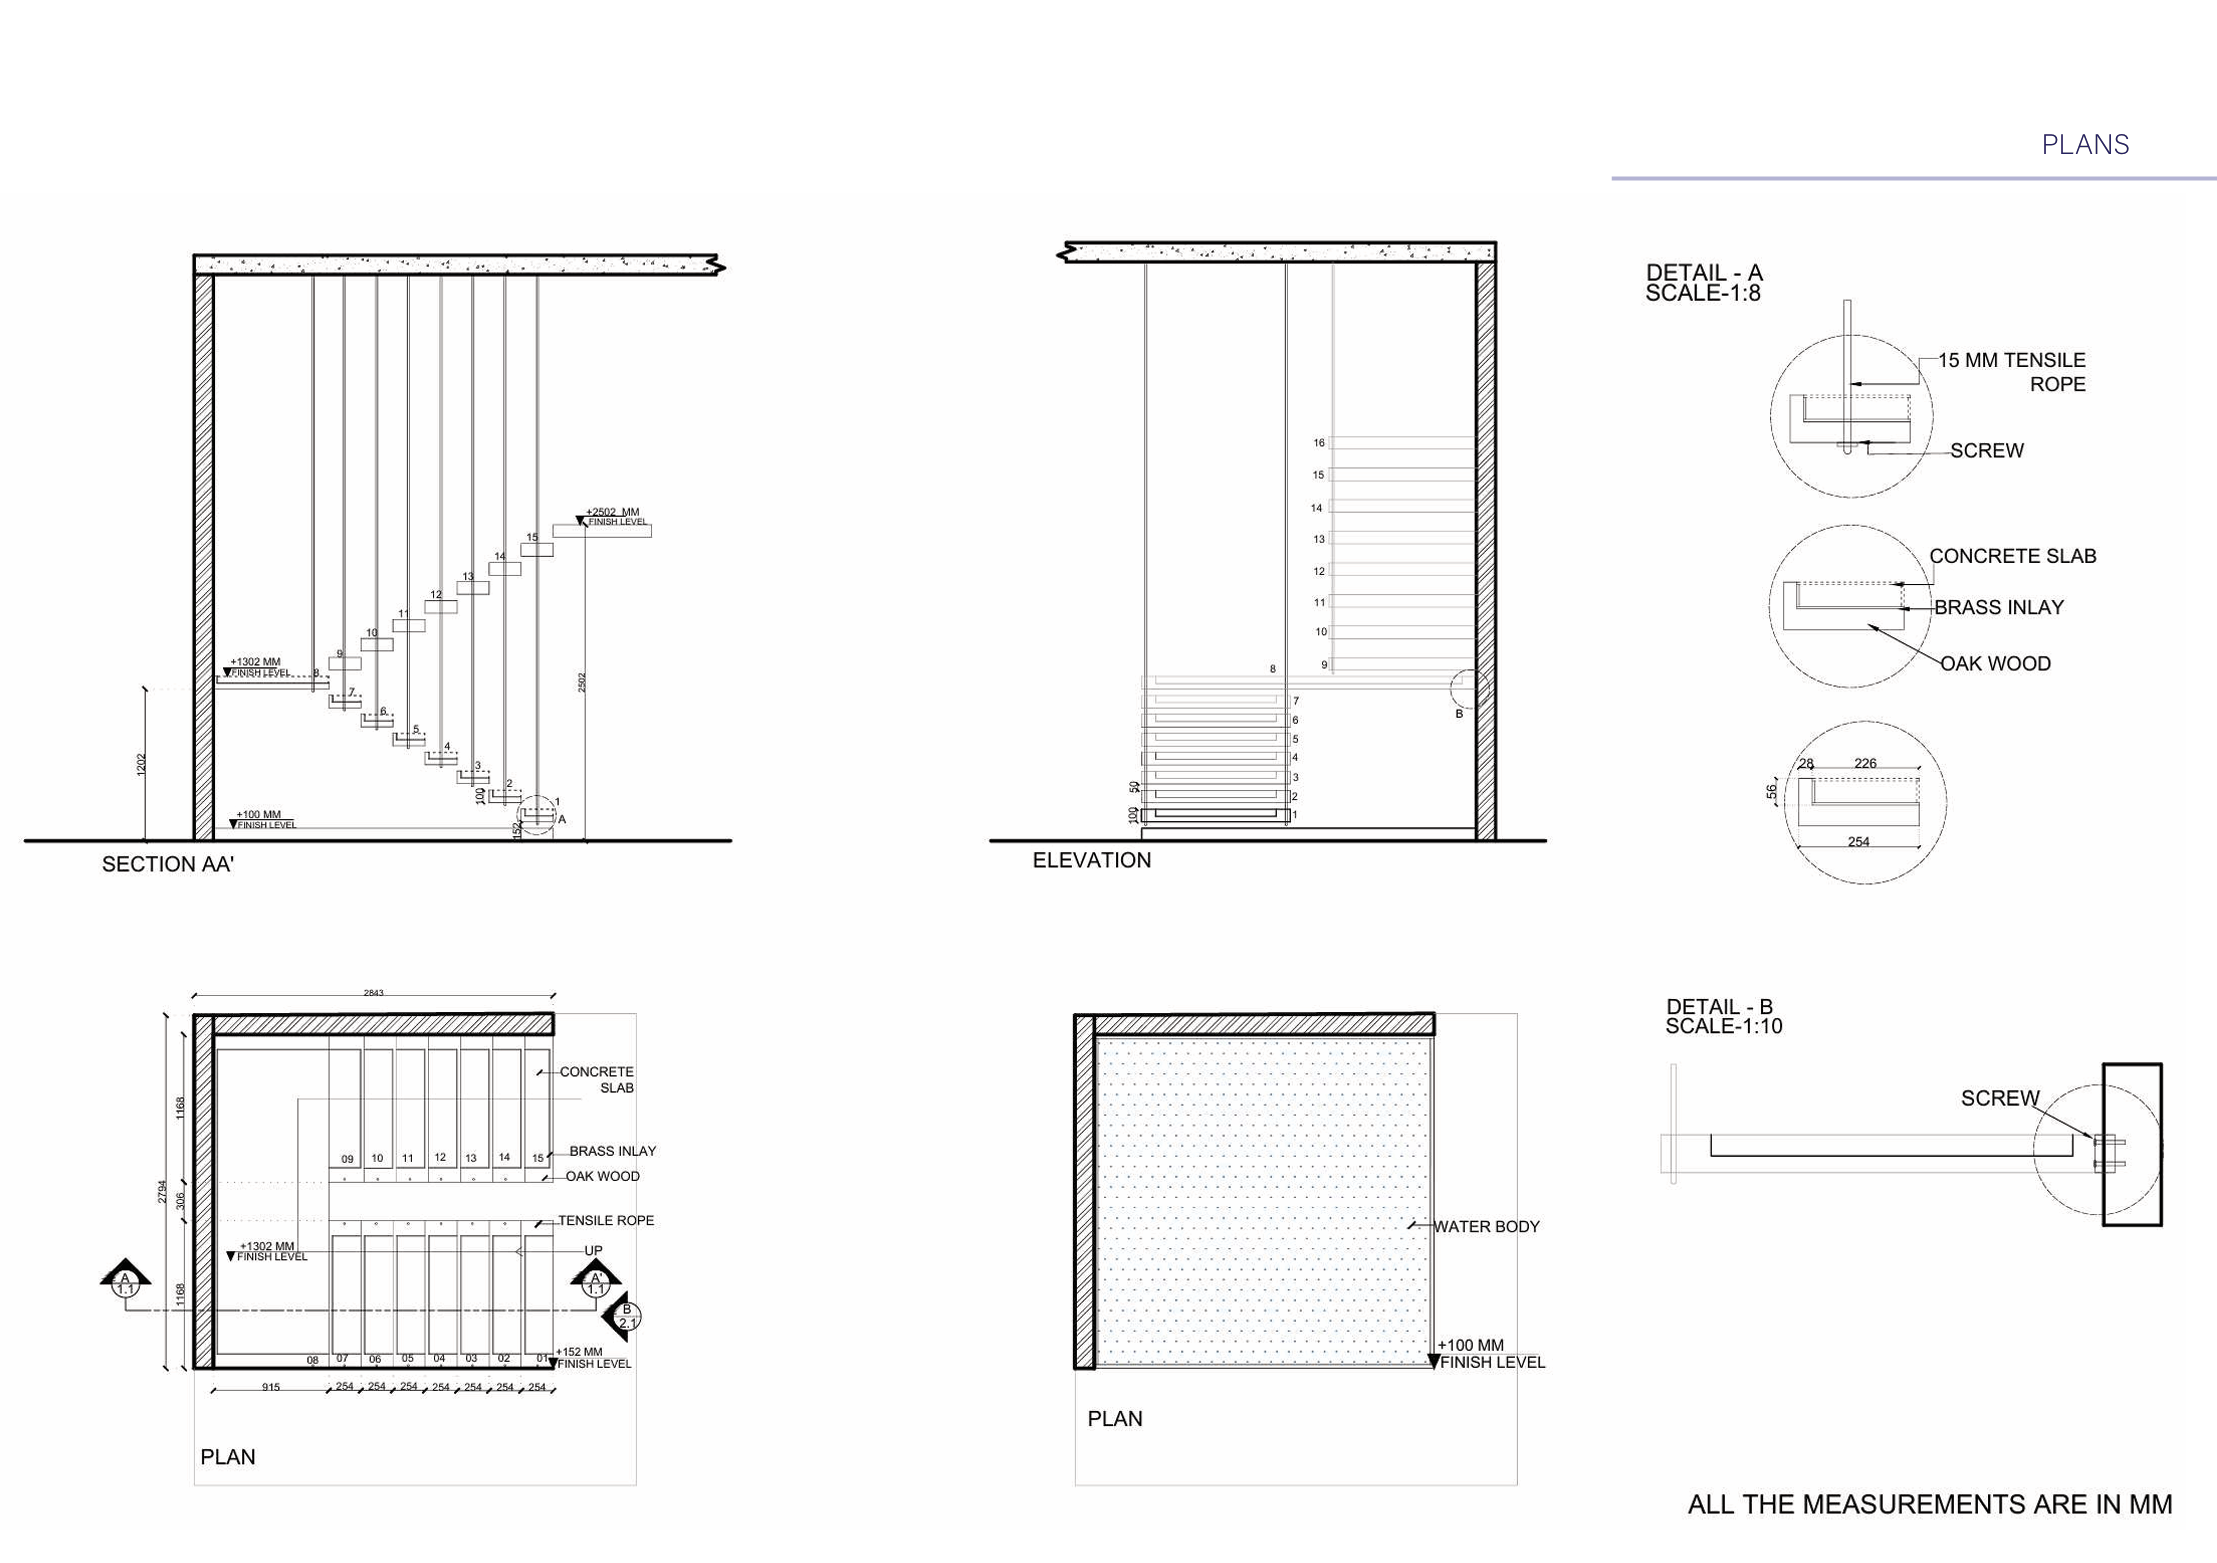 PLANS
+2502 MM
FINISH LEVEL
15
14
13
12
11
10
9
8
+1302 MM
FINISH LEVEL
7
6
5
4
3
2
1
A
100
152
2502
1202
+100 MM
FINISH LEVEL
SECTION AA'
16
15
14
13
12
11
10
9
8
7
6
5
4
3
2
1
50
100
B
ELEVATION
DETAIL - A
SCALE-1:8
15 MM TENSILE
ROPE
SCREW
CONCRETE SLAB
BRASS INLAY
OAK WOOD
28
226
56
254
2843
2794
1168
306
1168
CONCRETE
SLAB
BRASS INLAY
OAK WOOD
TENSILE ROPE
UP
09
10
11
12
13
14
15
+1302 MM
FINISH LEVEL
A
1.1
A'
1.1
B
2.1
08
07
06
05
04
03
02
01
+152 MM
FINISH LEVEL
915
254
254
254
254
254
254
254
PLAN
WATER BODY
+100 MM
FINISH LEVEL
PLAN
DETAIL - B
SCALE-1:10
SCREW
ALL THE MEASUREMENTS ARE IN MM